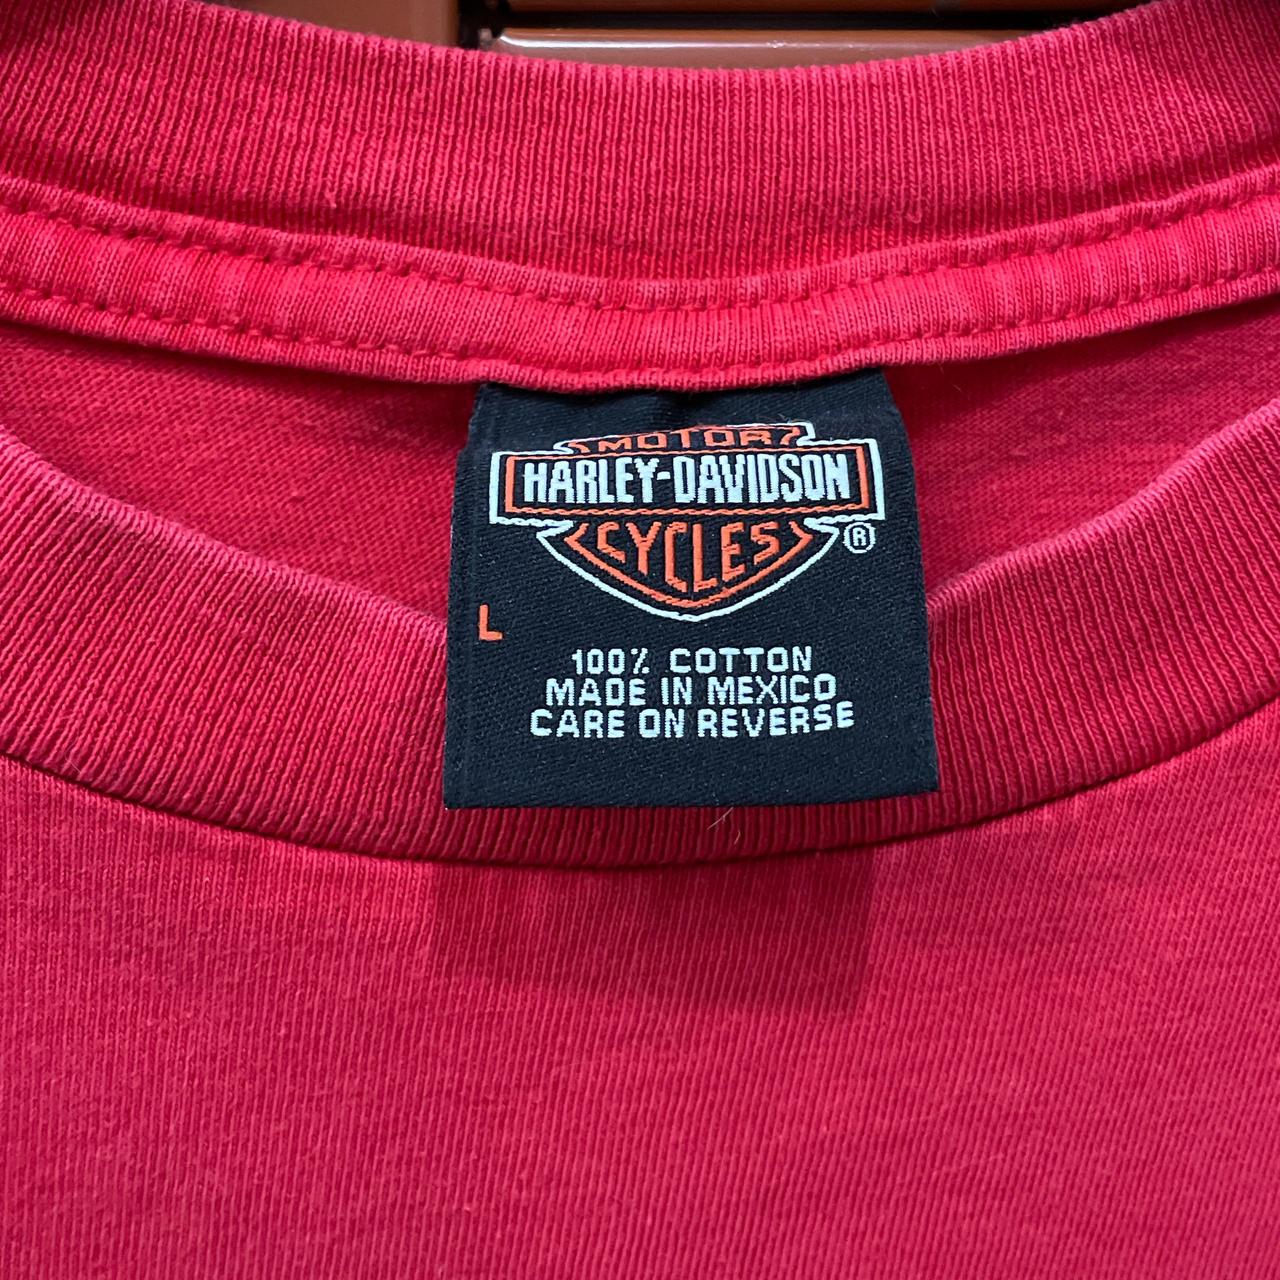 MOTOR
HARLEY-DAVIDSON
CYCLES
®
L
100% COTTON
MADE IN MEXICO
CARE ON REVERSE